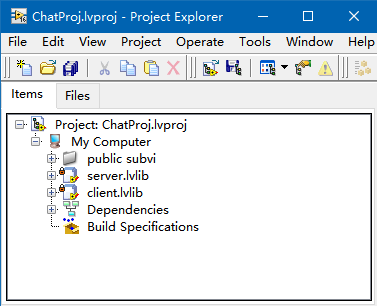 ChatProj.lvproj - Project Explorer
File Edit View Project Operate Tools Window Help
Items Files
Project: ChatProj.lvproj
My Computer
public subvi
server.lvlib
client.lvlib
Dependencies
Build Specifications